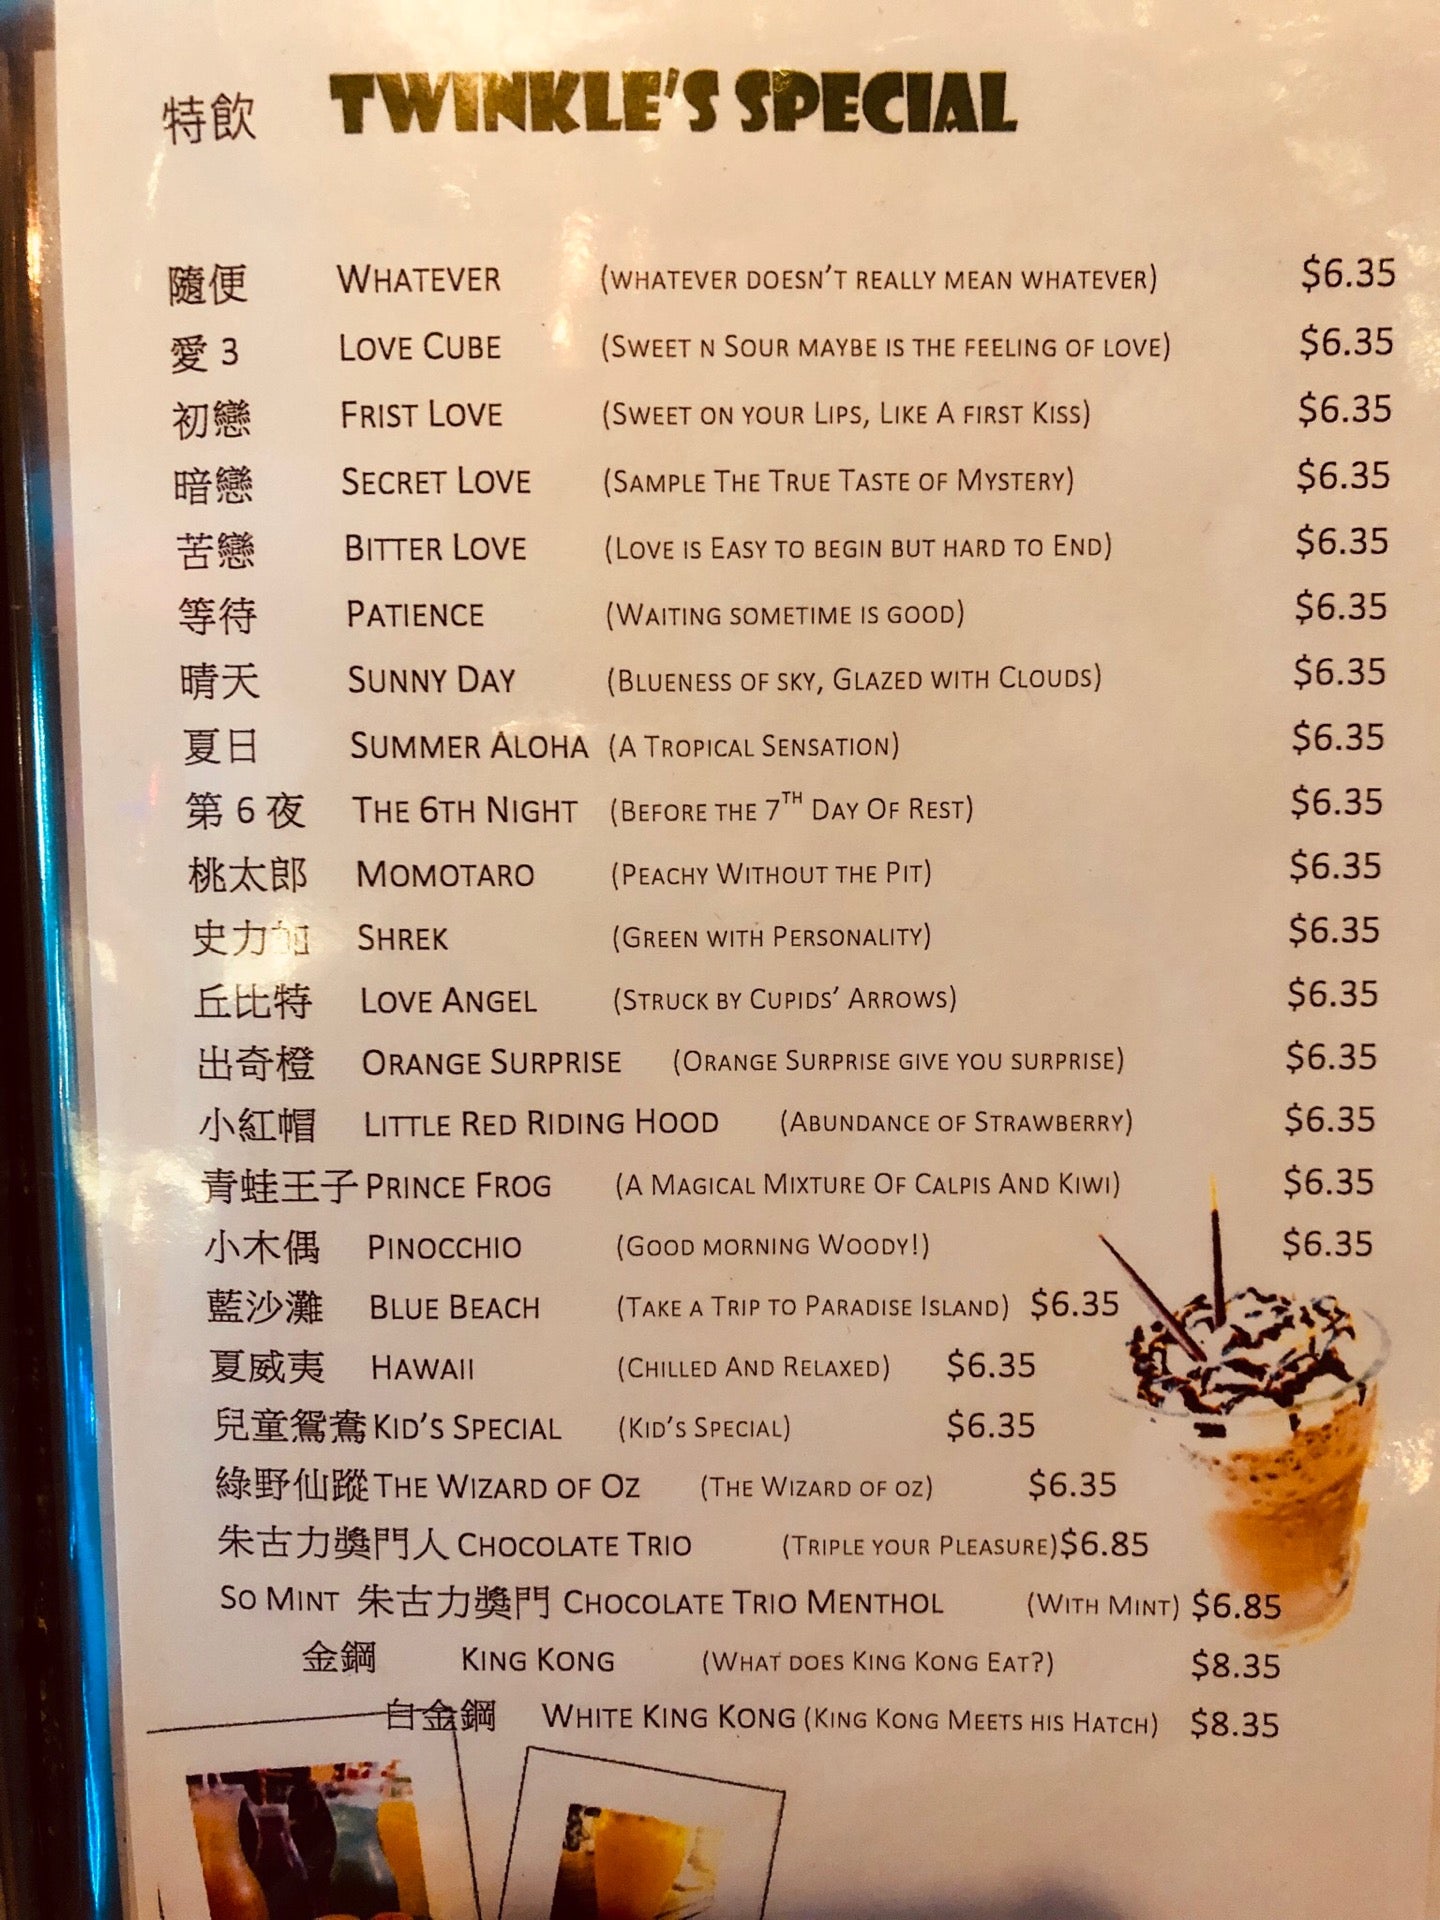 特飲 TWINKLE'S SPECIAL
隨便 WHATEVER (WHATEVER DOESN'T REALLY MEAN WHATEVER) $6.35
愛 3 LOVE CUBE (SWEET N SOUR MAYBE IS THE FEELING OF LOVE) $6.35
初戀 FRIST LOVE (SWEET ON YOUR LIPS, LIKE A FIRST KISS) $6.35
暗戀 SECRET LOVE (SAMPLE THE TRUE TASTE OF MYSTERY) $6.35
苦戀 BITTER LOVE (LOVE IS EASY TO BEGIN BUT HARD TO END) $6.35
等待 PATIENCE (WAITING SOMETIME IS GOOD) $6.35
晴天 SUNNY DAY (BLUENESS OF SKY, GLAZED WITH CLOUDS) $6.35
夏日 SUMMER ALOHA (A TROPICAL SENSATION) $6.35
第 6 夜 THE 6TH NIGHT (BEFORE THE 7TH DAY OF REST) $6.35
桃太郎 MOMOTARO (PEACHY WITHOUT THE PIT) $6.35
史力加 SHREK (GREEN WITH PERSONALITY) $6.35
丘比特 LOVE ANGEL (STRUCK BY CUPIDS' ARROWS) $6.35
出奇橙 ORANGE SURPRISE (ORANGE SURPRISE GIVE YOU SURPRISE) $6.35
小紅帽 LITTLE RED RIDING HOOD (ABUNDANCE OF STRAWBERRY) $6.35
青蛙王子 PRINCE FROG (A MAGICAL MIXTURE OF CALPIS AND KIWI) $6.35
小木偶 PINOCCHIO (GOOD MORNING WOODY!) $6.35
藍沙灘 BLUE BEACH (TAKE A TRIP TO PARADISE ISLAND) $6.35
夏威夷 HAWAII (CHILLED AND RELAXED) $6.35
兒童鴛鴦 KID'S SPECIAL (KID'S SPECIAL) $6.35
綠野仙蹤 THE WIZARD OF OZ (THE WIZARD OF OZ) $6.35
朱古力獎門人 CHOCOLATE TRIO (TRIPLE YOUR PLEASURE) $6.85
SO MINT 朱古力獎門 CHOCOLATE TRIO MENTHOL (WITH MINT) $6.85
金鋼 KING KONG (WHAT DOES KING KONG EAT?) $8.35
白金鋼 WHITE KING KONG (KING KONG MEETS HIS HATCH) $8.35